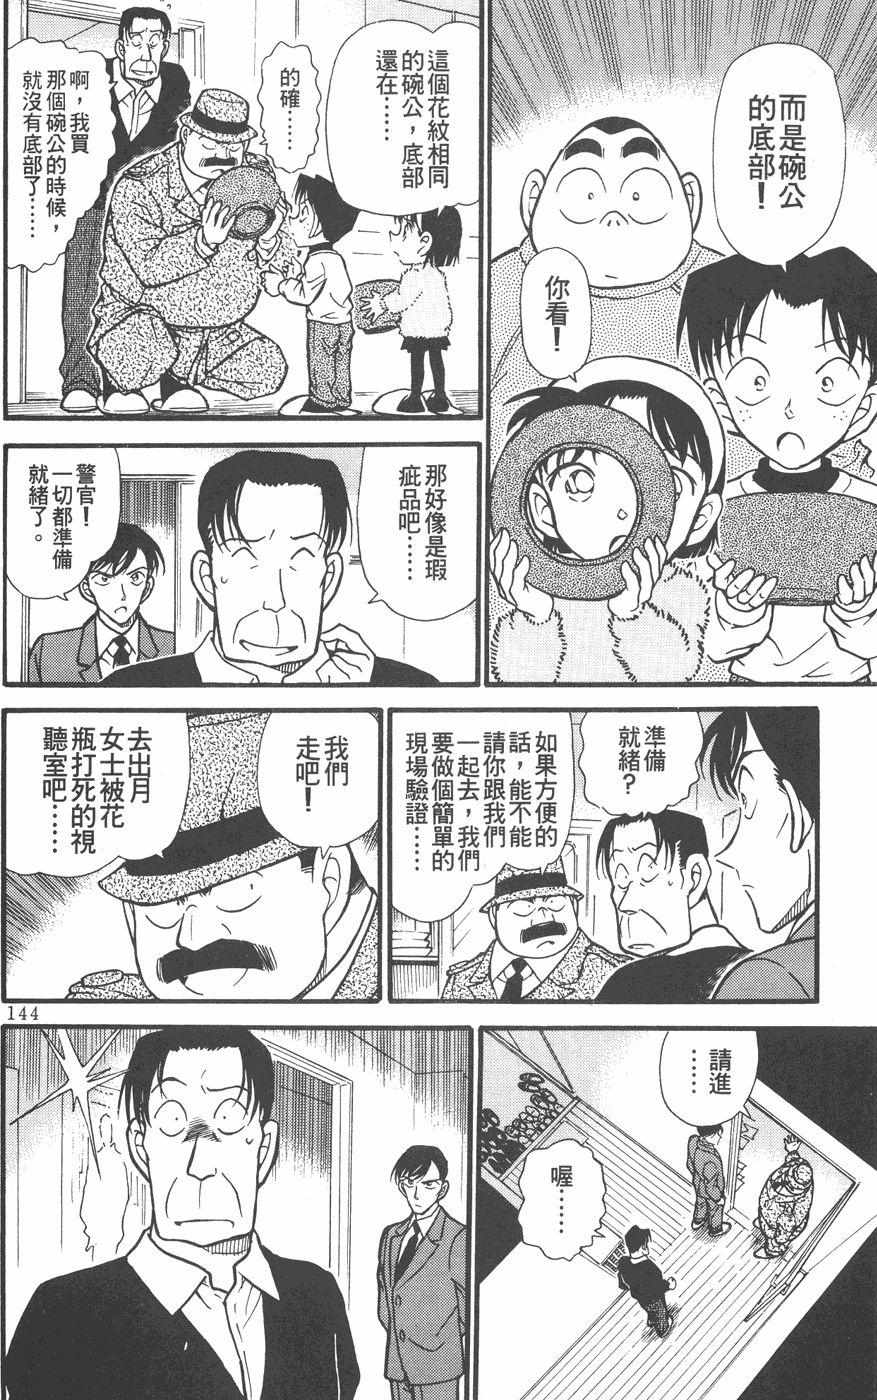 而是碗公
的底部！
你看！
這個花紋相同
的碗公，底部
還在……
的確……
啊，我買
那個碗公的時候，
就沒有底部了……
那好像是瑕
疵品吧……
警官！
一切都準備
就緒了。
準備
就緒？
如果方便的
話，能不能
請你跟我們
一起去，我們
要做個簡單的
現場驗證……
我們
走吧！
去出月
女士被花
瓶打死的視
聽室吧……
144
請進
……
喔……